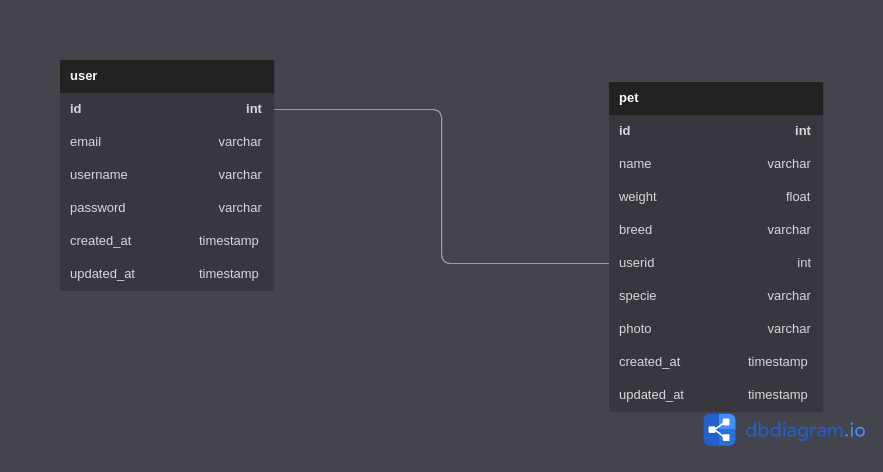 user
id int
email varchar
username varchar
password varchar
created_at timestamp
updated_at timestamp
pet
id int
name varchar
weight float
breed varchar
userid int
specie varchar
photo varchar
created_at timestamp
updated_at timestamp
dbdiagram.io